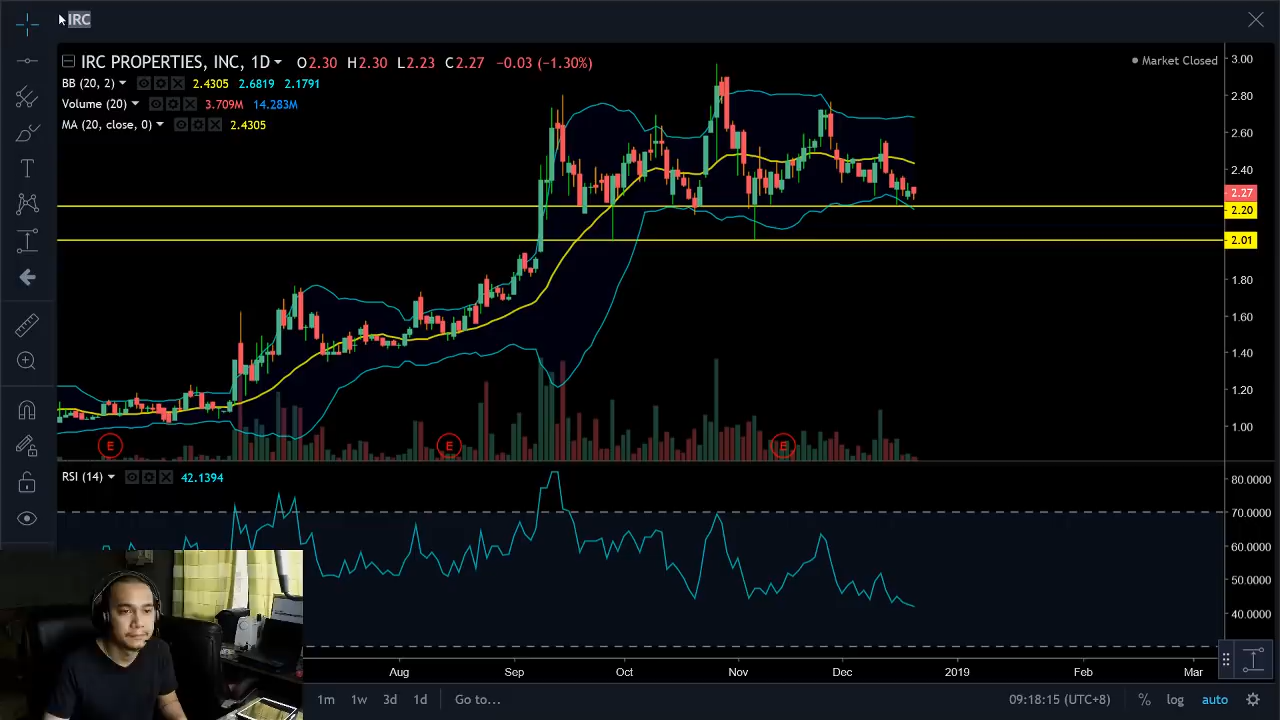 IRC
IRC PROPERTIES, INC, 1D O2.30 H2.30 L2.23 C2.27 −0.03 (−1.30%)
Market Closed
BB (20, 2) 2.4305 2.6819 2.1791
Volume (20) 3.709M 14.283M
MA (20, close, 0) 2.4305
3.00
2.80
2.60
2.40
2.27
2.20
2.01
1.80
1.60
1.40
1.20
1.00
E E E
RSI (14) 42.1394
80.0000
70.0000
60.0000
50.0000
40.0000
Aug Sep Oct Nov Dec 2019 Feb Mar
1m 1w 3d 1d Go to... 09:18:15 (UTC+8) % log auto